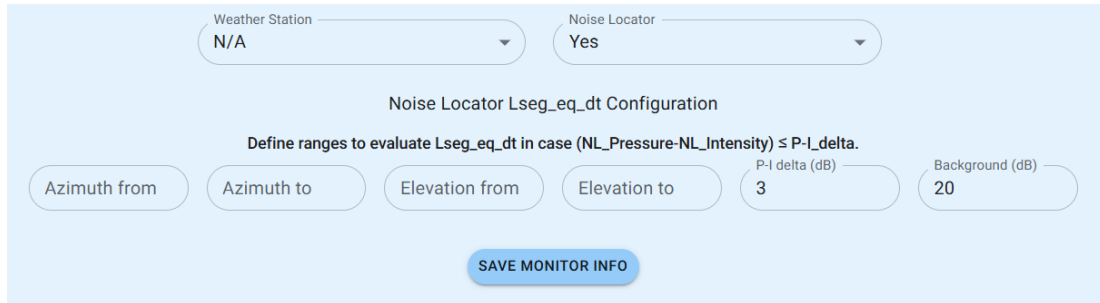 Weather Station
Noise Locator
N/A
Yes
Noise Locator Lseg_eq_dt Configuration
Define ranges to evaluate Lseg_eq_dt in case (NL_Pressure-NL_Intensity) ≤ P-I_delta.
P-I delta (dB)
Background (dB)
Azimuth from
Azimuth to
Elevation from
Elevation to
3
20
SAVE MONITOR INFO